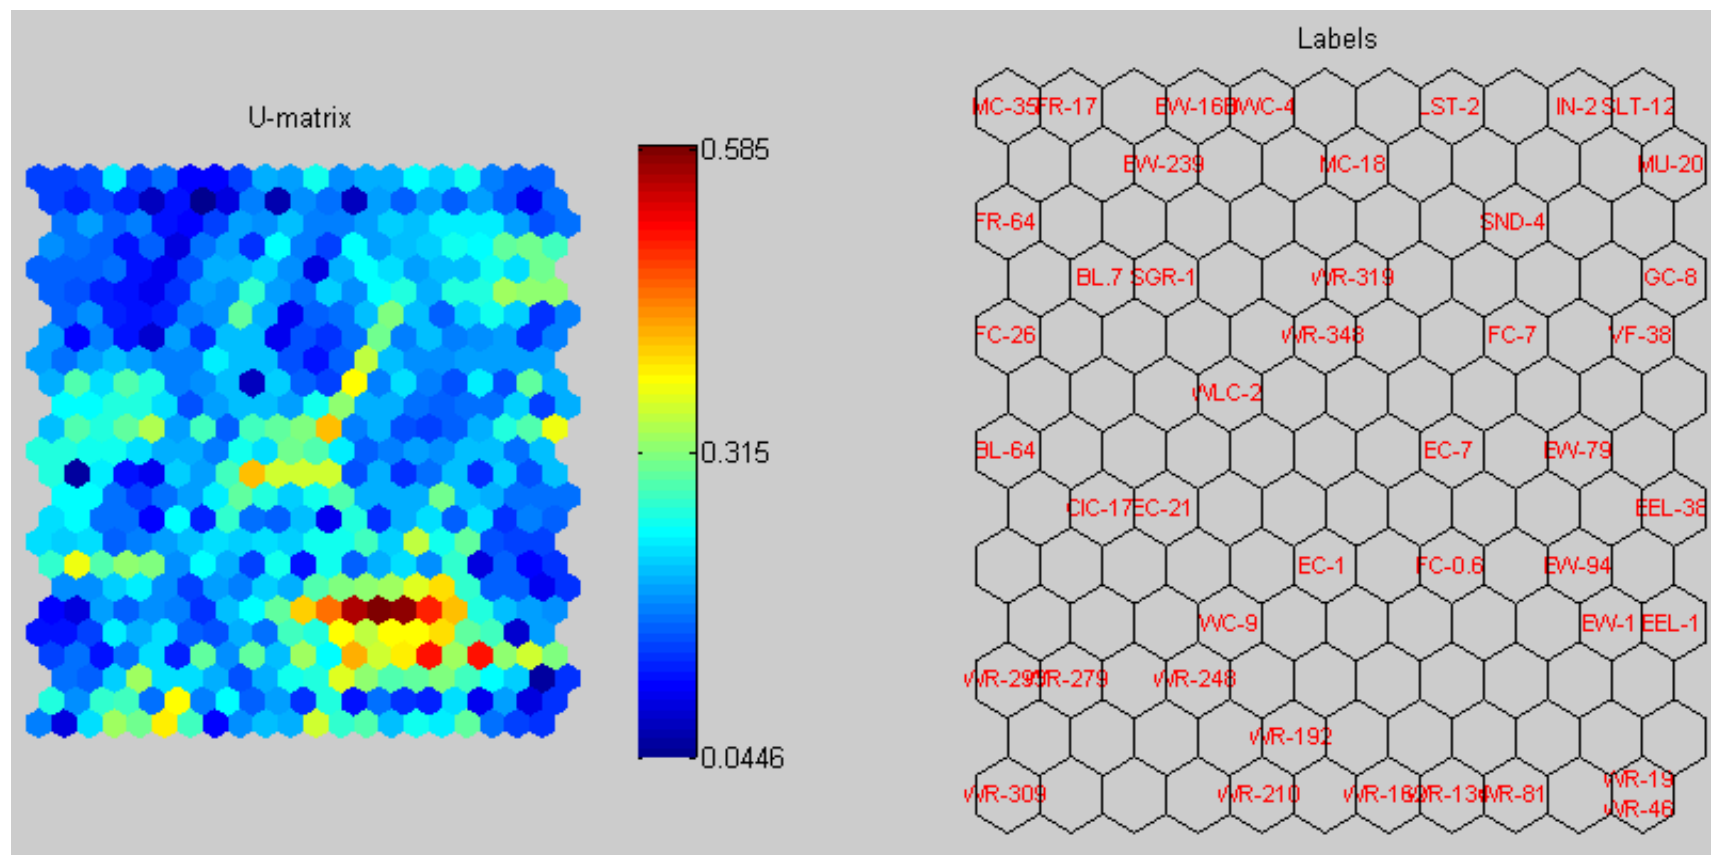 Labels
U-matrix
0.585
0.315
0.0446
MC-35 FR-17 EW-168 WC-4 LST-2 IN-2 SLT-12
EW-239 MC-18 MU-20
FR-64 SND-4
BL.7 SGR-1 WR-319 GC-8
FC-26 WR-348 FC-7 VF-38
WLC-2
BL-64 EC-7 EW-79
CIC-17 EC-21 EEL-38
EC-1 FC-0.6 EW-94
WC-9 EW-1 EEL-1
WR-279 WR-248
WR-192
WR-309 WR-210 WR-81
WR-19
WR-46